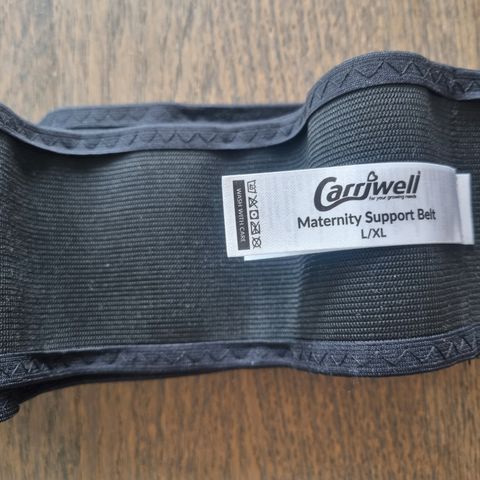 WASH WITH CARE
Carriwell
for your growing needs
Maternity Support Belt
L/XL